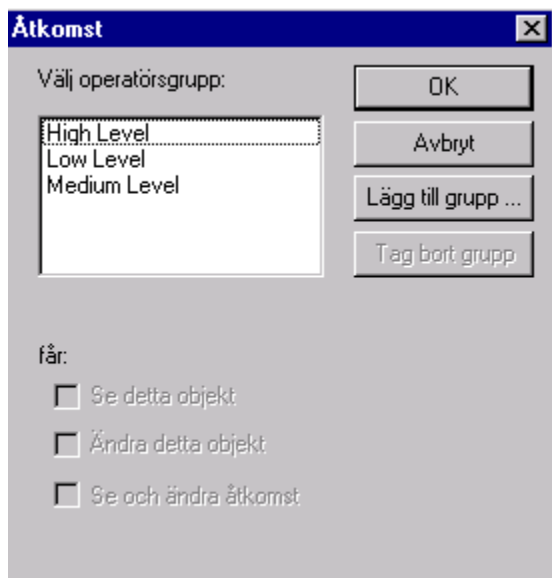 Åtkomst
Välj operatörsgrupp:
High Level
Low Level
Medium Level
OK
Avbryt
Lägg till grupp ...
Tag bort grupp
får:
Se detta objekt
Ändra detta objekt
Se och ändra åtkomst